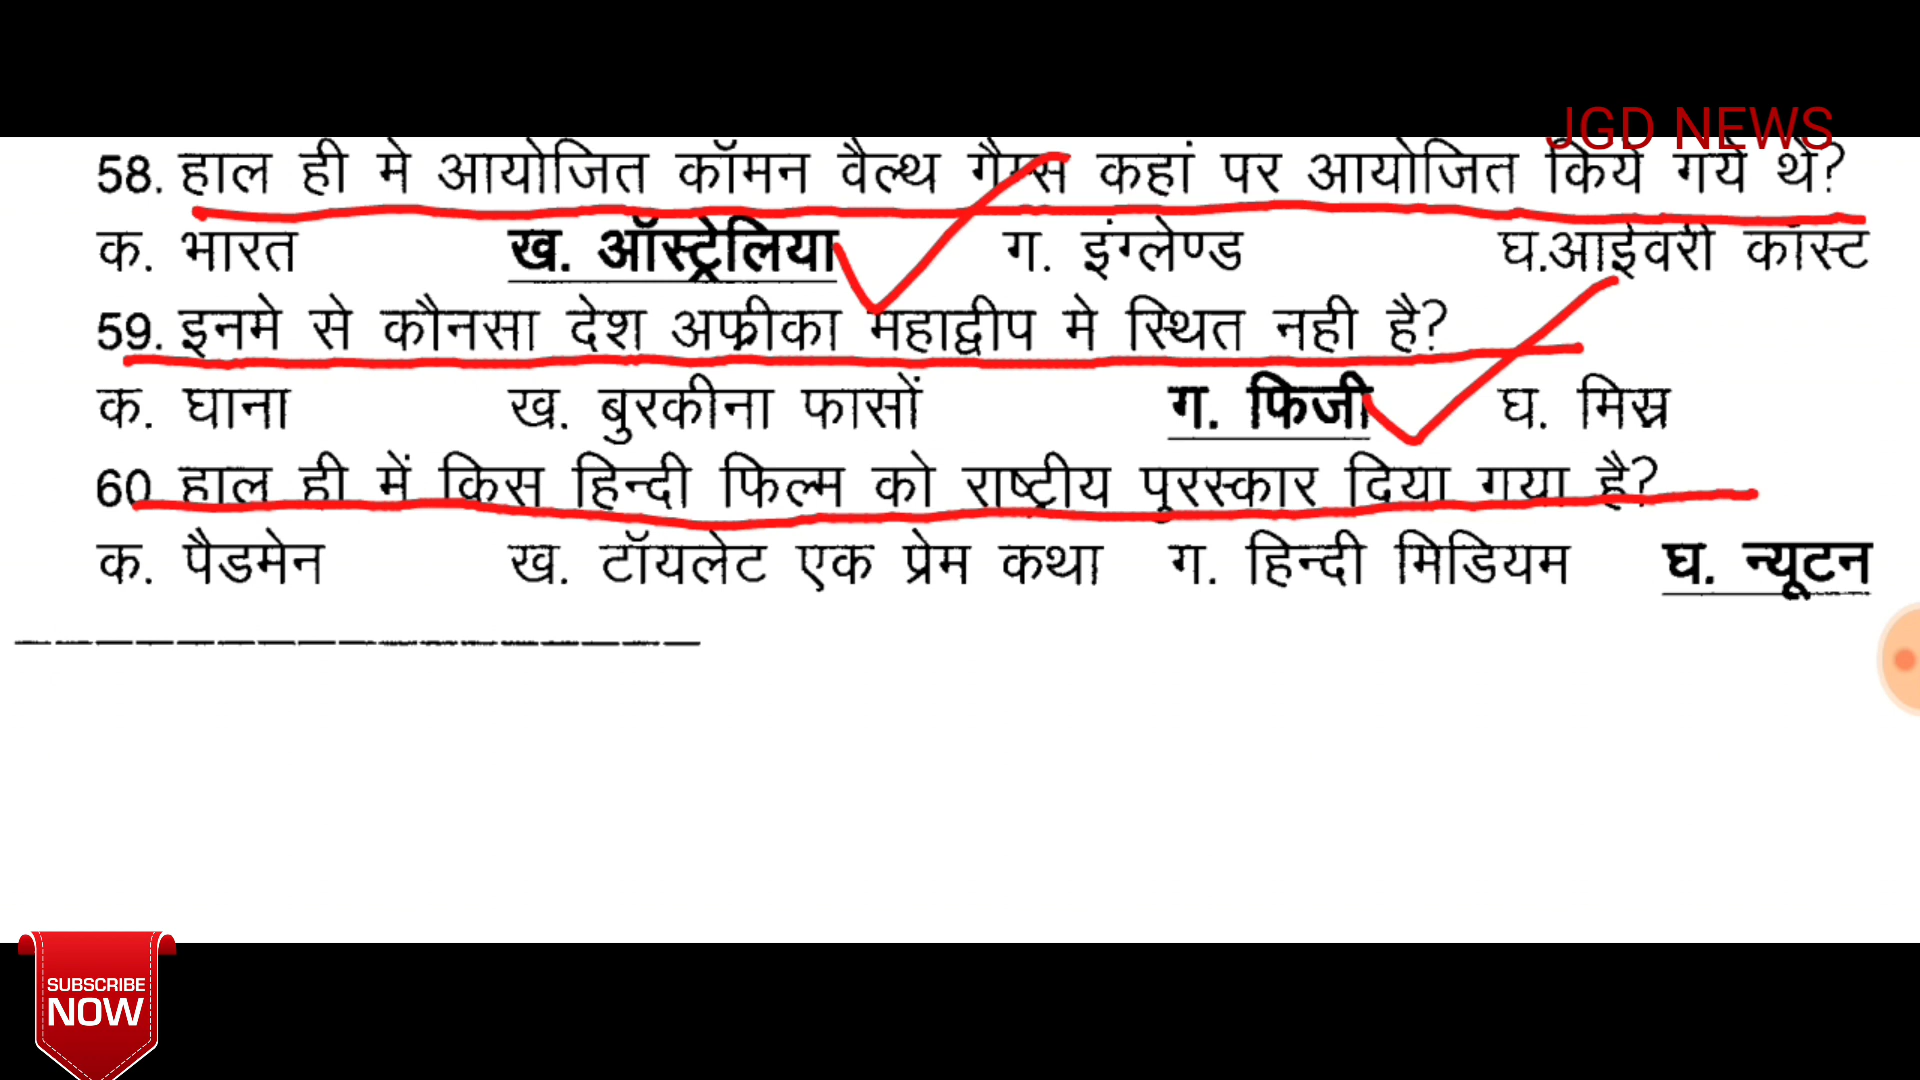 JGD NEWS
58. हाल ही मे आयोजित कॉमन वैल्थ गैम्स कहां पर आयोजित किये गये थे?
क. भारत ख. ऑस्ट्रेलिया ग. इंग्लेण्ड घ.आईवरी कोस्ट
59. इनमे से कौनसा देश अफ्रीका महाद्वीप मे स्थित नही है?
क. घाना ख. बुरकीना फासों ग. फिजी घ. मिस्र
60 हाल ही में किस हिन्दी फिल्म को राष्ट्रीय पुरस्कार दिया गया है?
क. पैडमेन ख. टॉयलेट एक प्रेम कथा ग. हिन्दी मिडियम घ. न्यूटन
SUBSCRIBE
NOW